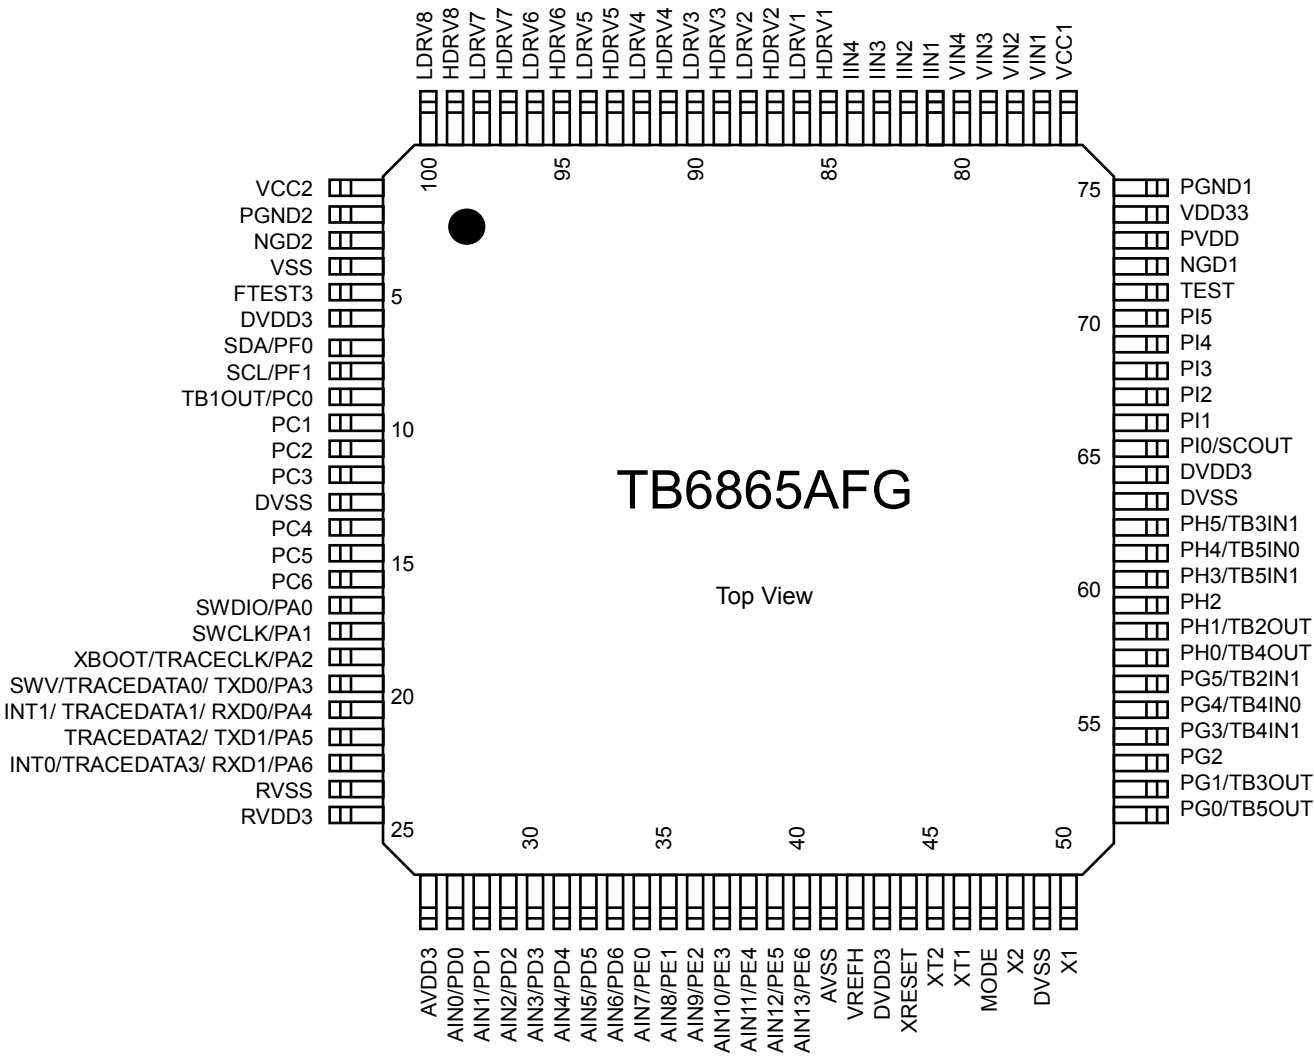 LDRV8
HDRV8
LDRV7
HDRV7
LDRV6
HDRV6
LDRV5
HDRV5
LDRV4
HDRV4
LDRV3
HDRV3
LDRV2
HDRV2
LDRV1
HDRV1
IIN4
IIN3
IIN2
IIN1
VIN4
VIN3
VIN2
VIN1
VCC1
100
95
90
85
80
VCC2
PGND2
NGD2
VSS
FTEST3
DVDD3
SDA/PF0
SCL/PF1
TB1OUT/PC0
PC1
PC2
PC3
DVSS
PC4
PC5
PC6
SWDIO/PA0
SWCLK/PA1
XBOOT/TRACECLK/PA2
SWV/TRACEDATA0/ TXD0/PA3
INT1/ TRACEDATA1/ RXD0/PA4
TRACEDATA2/ TXD1/PA5
INT0/TRACEDATA3/ RXD1/PA6
RVSS
RVDD3
5
10
15
20
25
TB6865AFG
Top View
75
70
65
60
55
PGND1
VDD33
PVDD
NGD1
TEST
PI5
PI4
PI3
PI2
PI1
PI0/SCOUT
DVDD3
DVSS
PH5/TB3IN1
PH4/TB5IN0
PH3/TB5IN1
PH2
PH1/TB2OUT
PH0/TB4OUT
PG5/TB2IN1
PG4/TB4IN0
PG3/TB4IN1
PG2
PG1/TB3OUT
PG0/TB5OUT
30
35
40
45
50
AVDD3
AIN0/PD0
AIN1/PD1
AIN2/PD2
AIN3/PD3
AIN4/PD4
AIN5/PD5
AIN6/PD6
AIN7/PE0
AIN8/PE1
AIN9/PE2
AIN10/PE3
AIN11/PE4
AIN12/PE5
AIN13/PE6
AVSS
VREFH
DVDD3
XRESET
XT2
XT1
MODE
X2
DVSS
X1